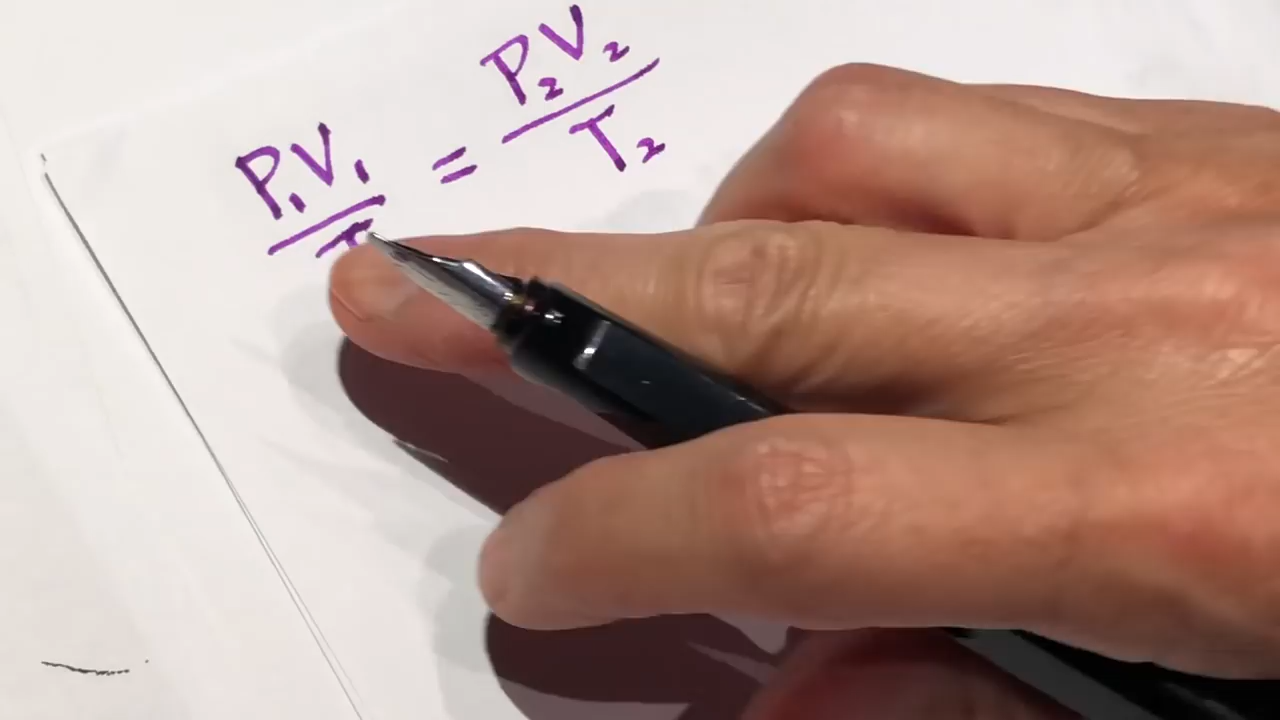 P₁V₁/T = P₂V₂/T₂